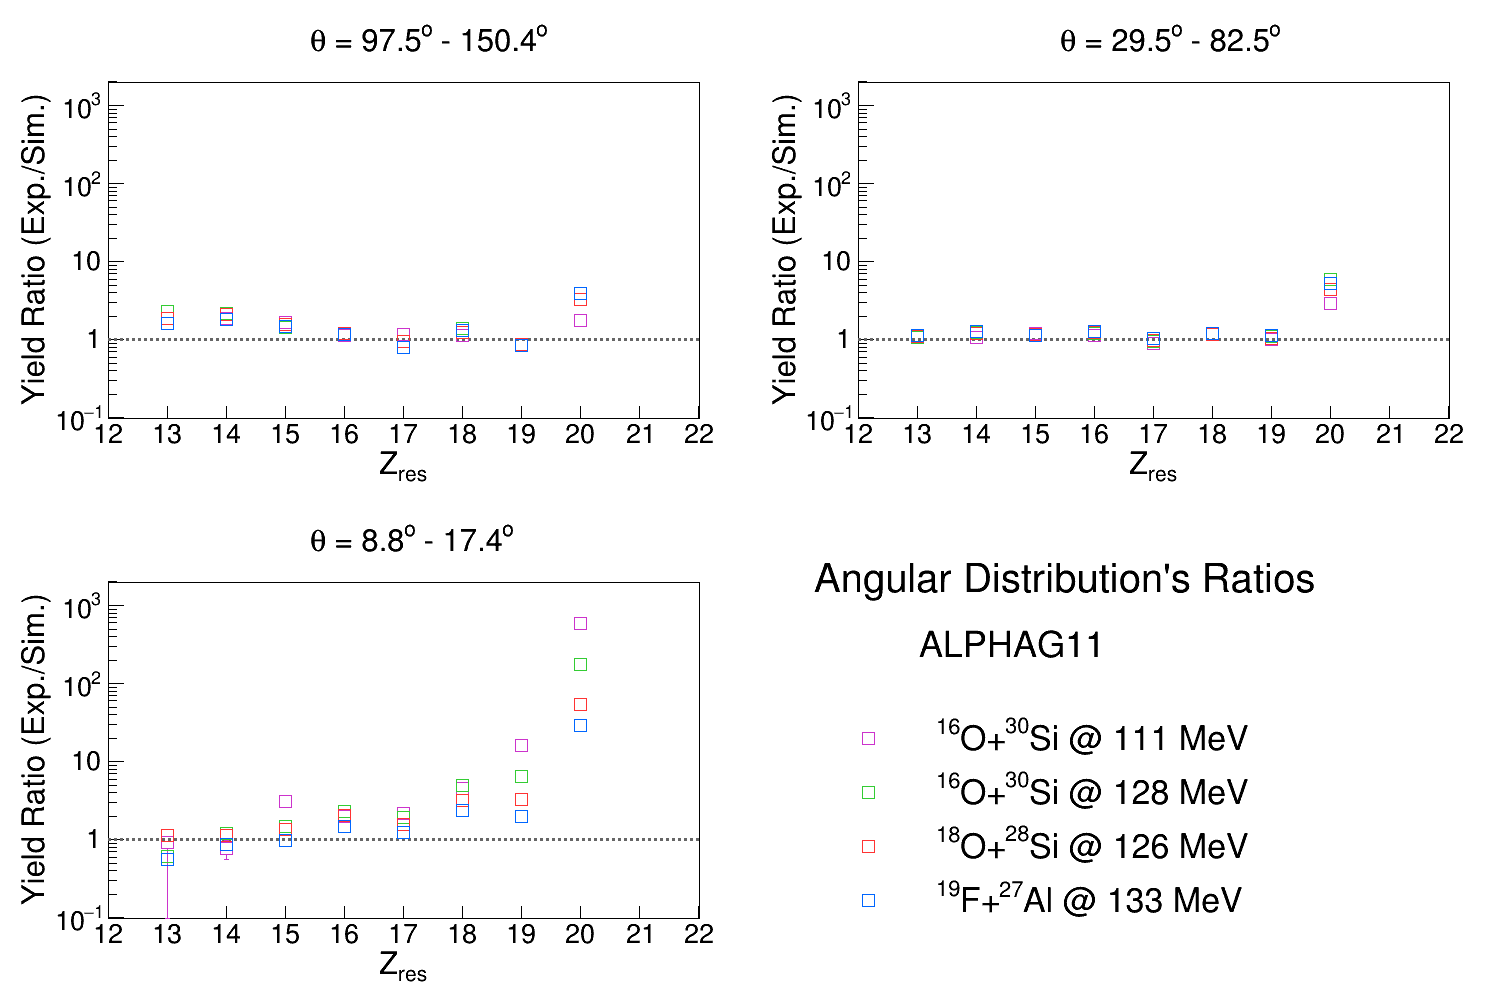 θ = 97.5° - 150.4°
Yield Ratio (Exp./Sim.)
10³
10²
10
1
10⁻¹
12 13 14 15 16 17 18 19 20 21 22
Z_res
θ = 29.5° - 82.5°
Yield Ratio (Exp./Sim.)
10³
10²
10
1
10⁻¹
12 13 14 15 16 17 18 19 20 21 22
Z_res
θ = 8.8° - 17.4°
Yield Ratio (Exp./Sim.)
10³
10²
10
1
10⁻¹
12 13 14 15 16 17 18 19 20 21 22
Z_res
Angular Distribution's Ratios
ALPHAG11
¹⁶O+³⁰Si @ 111 MeV
¹⁶O+³⁰Si @ 128 MeV
¹⁸O+²⁸Si @ 126 MeV
¹⁹F+²⁷Al @ 133 MeV